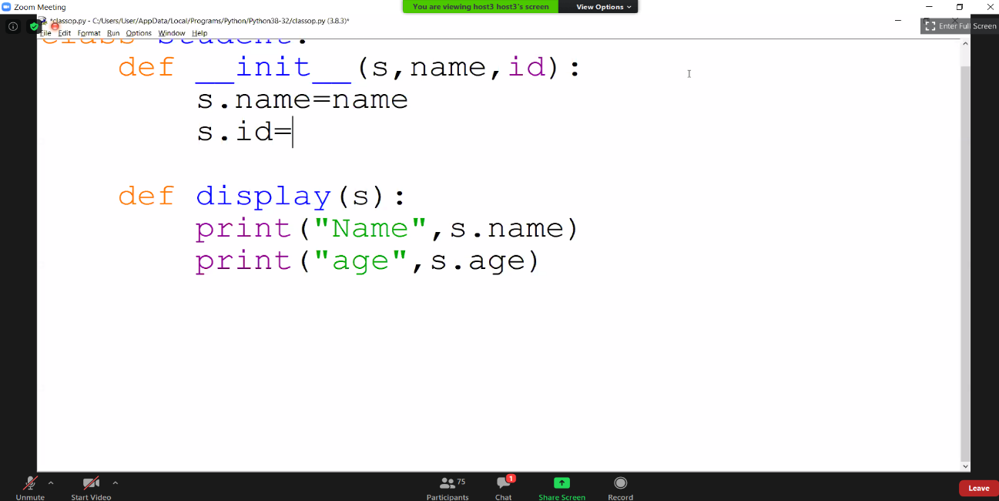 Zoom Meeting
You are viewing host3 host3's screen
View Options
*classop.py - C:/Users/User/AppData/Local/Programs/Python/Python38-32/classop.py (3.8.3)*
File Edit Format Run Options Window Help
Enter Full Screen
class Student:
def __init__(s,name,id):
s.name=name
s.id=
def display(s):
print("Name",s.name)
print("age",s.age)
Unmute
Start Video
75
Participants
1
Chat
Share Screen
Record
Leave